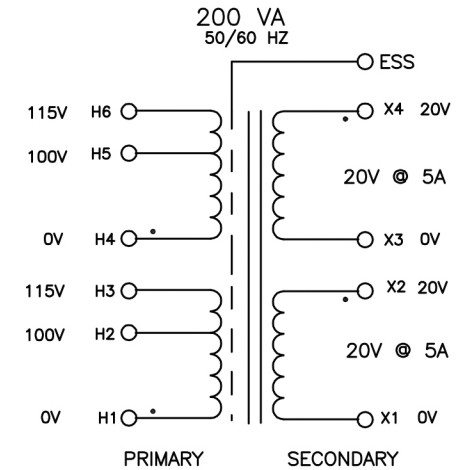 200 VA
50/60 HZ
ESS
115V H6 X4 20V
100V H5
20V @ 5A
0V H4 X3 0V
115V H3 X2 20V
100V H2
20V @ 5A
0V H1 X1 0V
PRIMARY SECONDARY